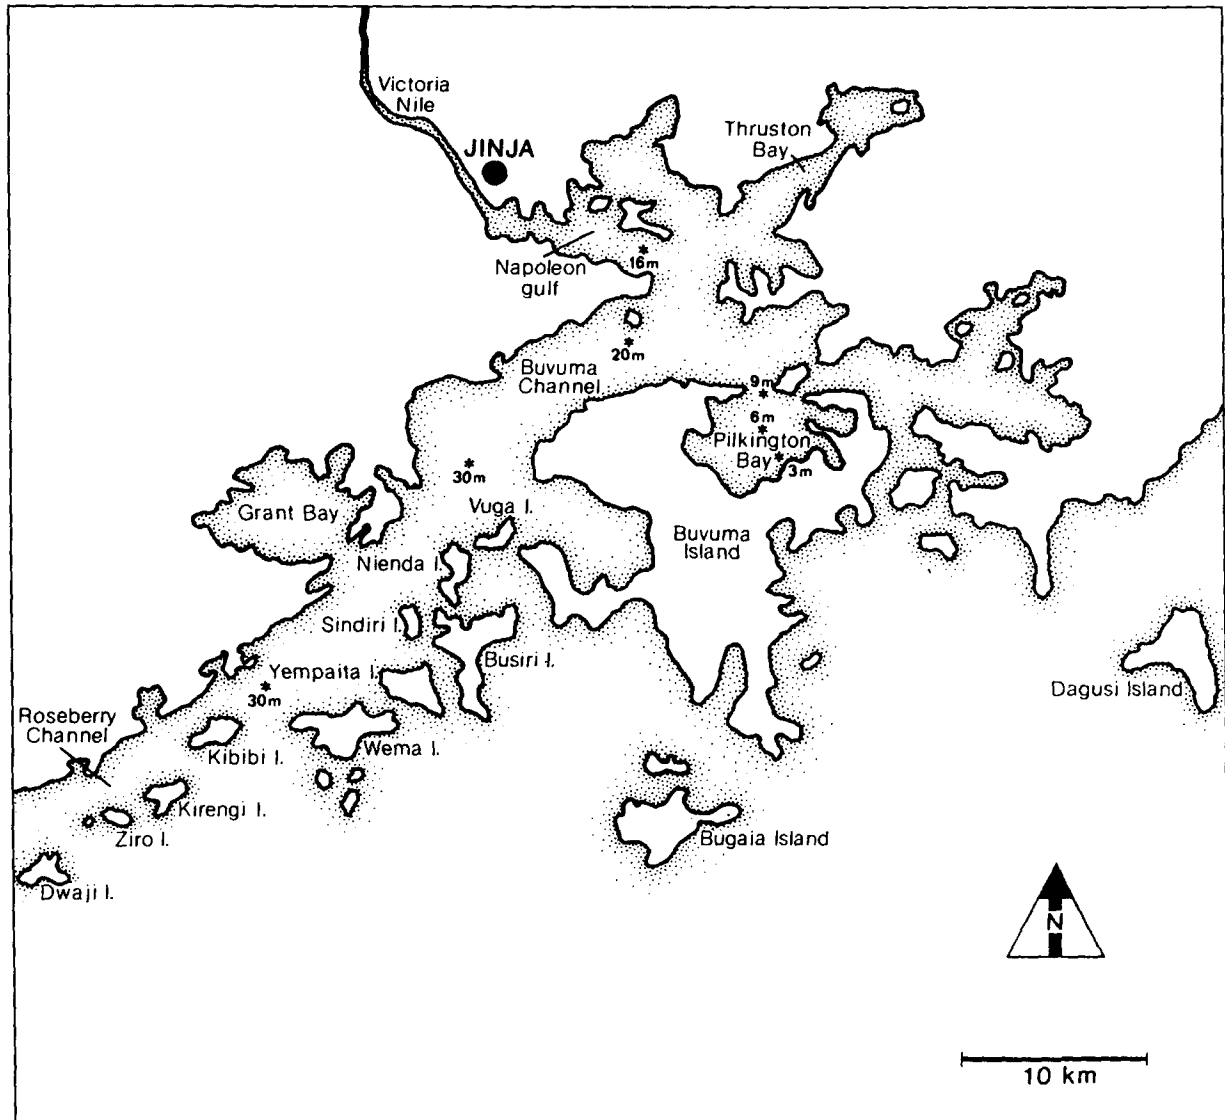 Victoria
Nile
JINJA
Thruston
Bay
Napoleon
gulf
*
16m
*
20m
Buvuma
Channel
9m
*
6m
*
Pilkington
Bay
*
3m
*
30m
Grant Bay
Vuga I.
Buvuma
Island
Nienda I.
Sindiri I.
Busiri I.
Yempaita I.
*
30m
Dagusi Island
Roseberry
Channel
Kibibi I.
Wema I.
Kirengi I.
Ziro I.
Bugaia Island
Dwaji I.
N
10 km